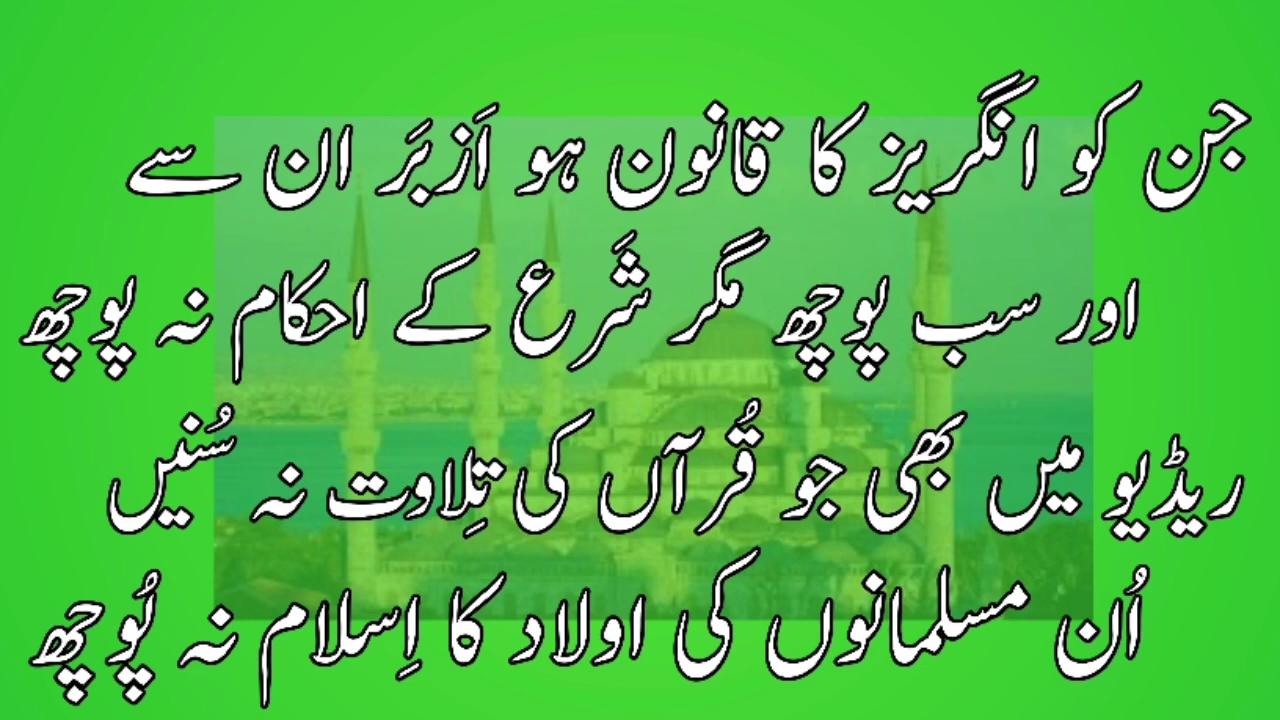 جن کو انگریز کا قانون ہو اَزبَر ان سے
اور سب پوچھ مگر شَرع کے احکام نہ پوچھ
ریڈیو میں بھی جو قُرآں کی تِلاوت نہ سُنیں
اُن مسلمانوں کی اولاد کا اِسلام نہ پُوچھ